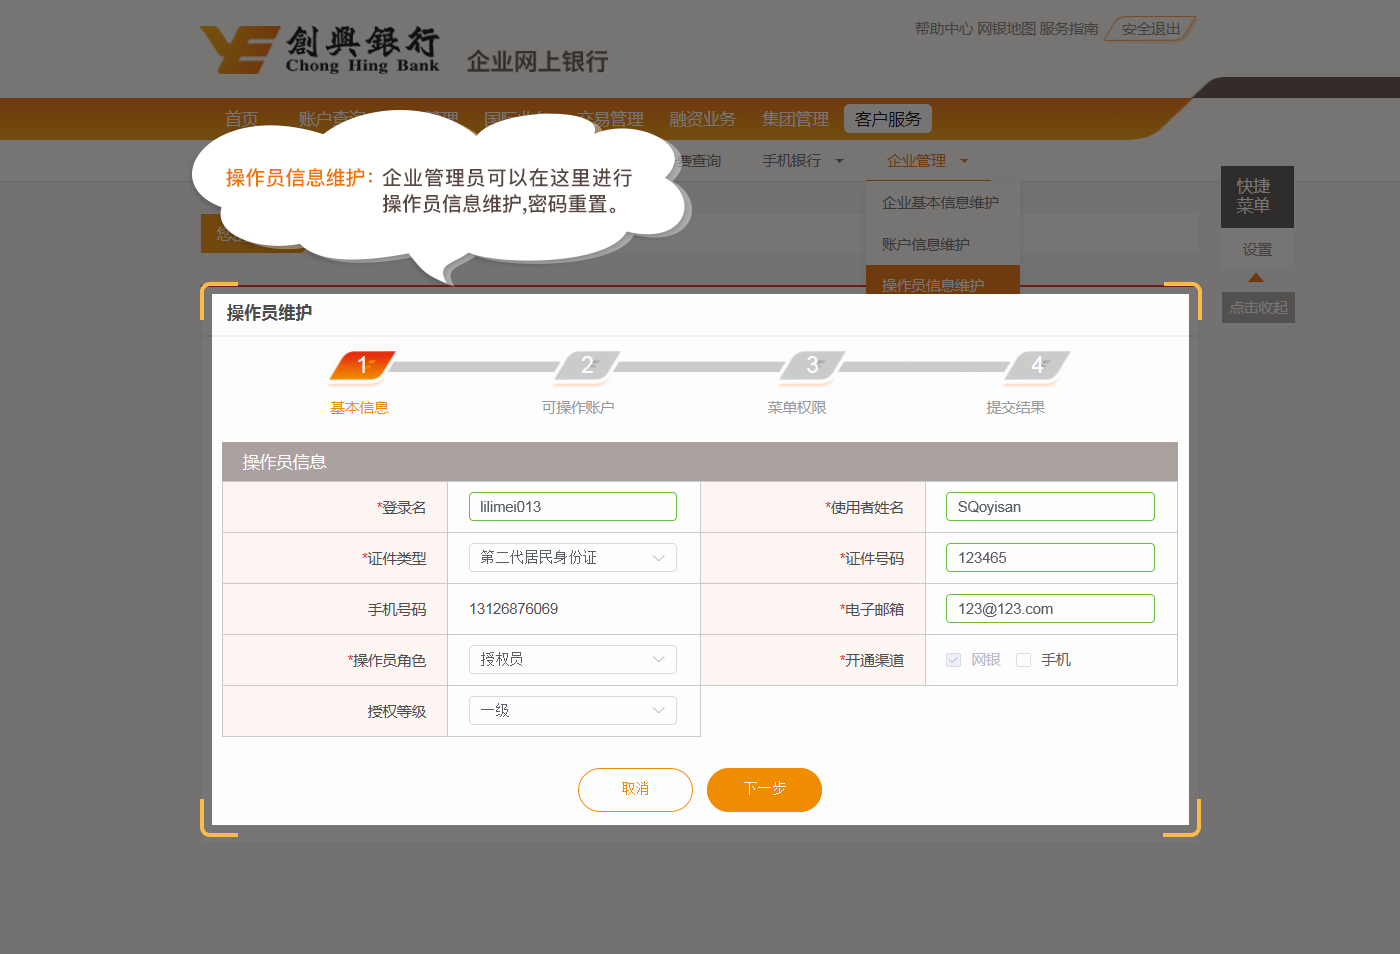 創興銀行
Chong Hing Bank
企业网上银行
帮助中心 网银地图 服务指南 安全退出
首页 账户查 管理 国际业 交易管理 融资业务 集团管理 客户服务
费查询 手机银行 企业管理
操作员信息维护：企业管理员可以在这里进行
操作员信息维护,密码重置。
您
企业基本信息维护
账户信息维护
操作员信息维护
快捷
菜单
设置
点击收起
操作员维护
1 2 3 4
基本信息 可操作账户 菜单权限 提交结果
操作员信息
*登录名 lilimei013 *使用者姓名 SQoyisan
*证件类型 第二代居民身份证 *证件号码 123465
手机号码 13126876069 *电子邮箱 123@123.com
*操作员角色 授权员 *开通渠道 网银 手机
授权等级 一级
取消 下一步